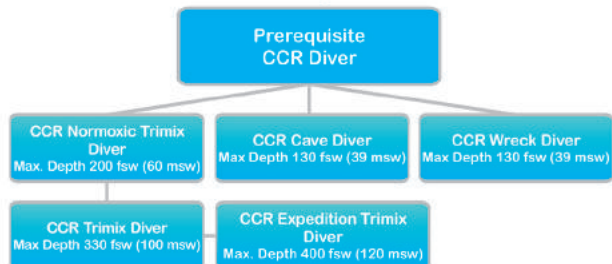 Prerequisite
CCR Diver
CCR Normoxic Trimix
Diver
Max. Depth 200 fsw (60 msw)
CCR Cave Diver
Max Depth 130 fsw (39 msw)
CCR Wreck Diver
Max Depth 130 fsw (39 msw)
CCR Trimix Diver
Max Depth 330 fsw (100 msw)
CCR Expedition Trimix
Diver
Max. Depth 400 fsw (120 msw)